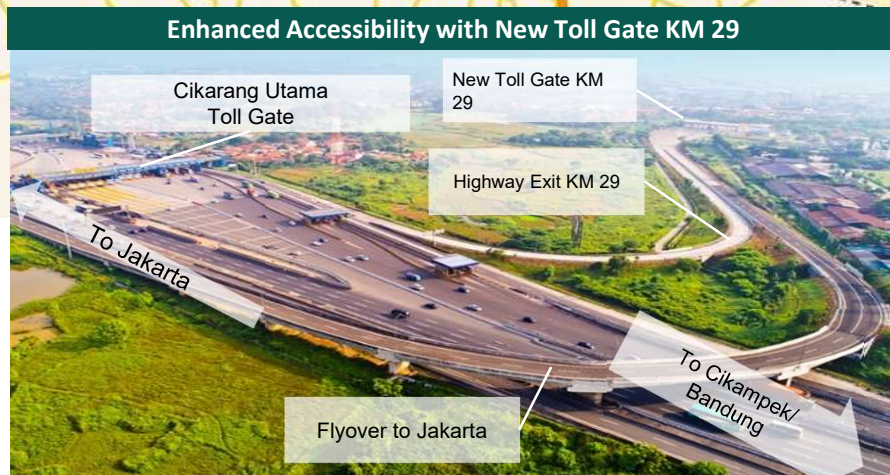 Enhanced Accessibility with New Toll Gate KM 29
Cikarang Utama
Toll Gate
New Toll Gate KM
29
Highway Exit KM 29
To Jakarta
To Cikampek/
Bandung
Flyover to Jakarta